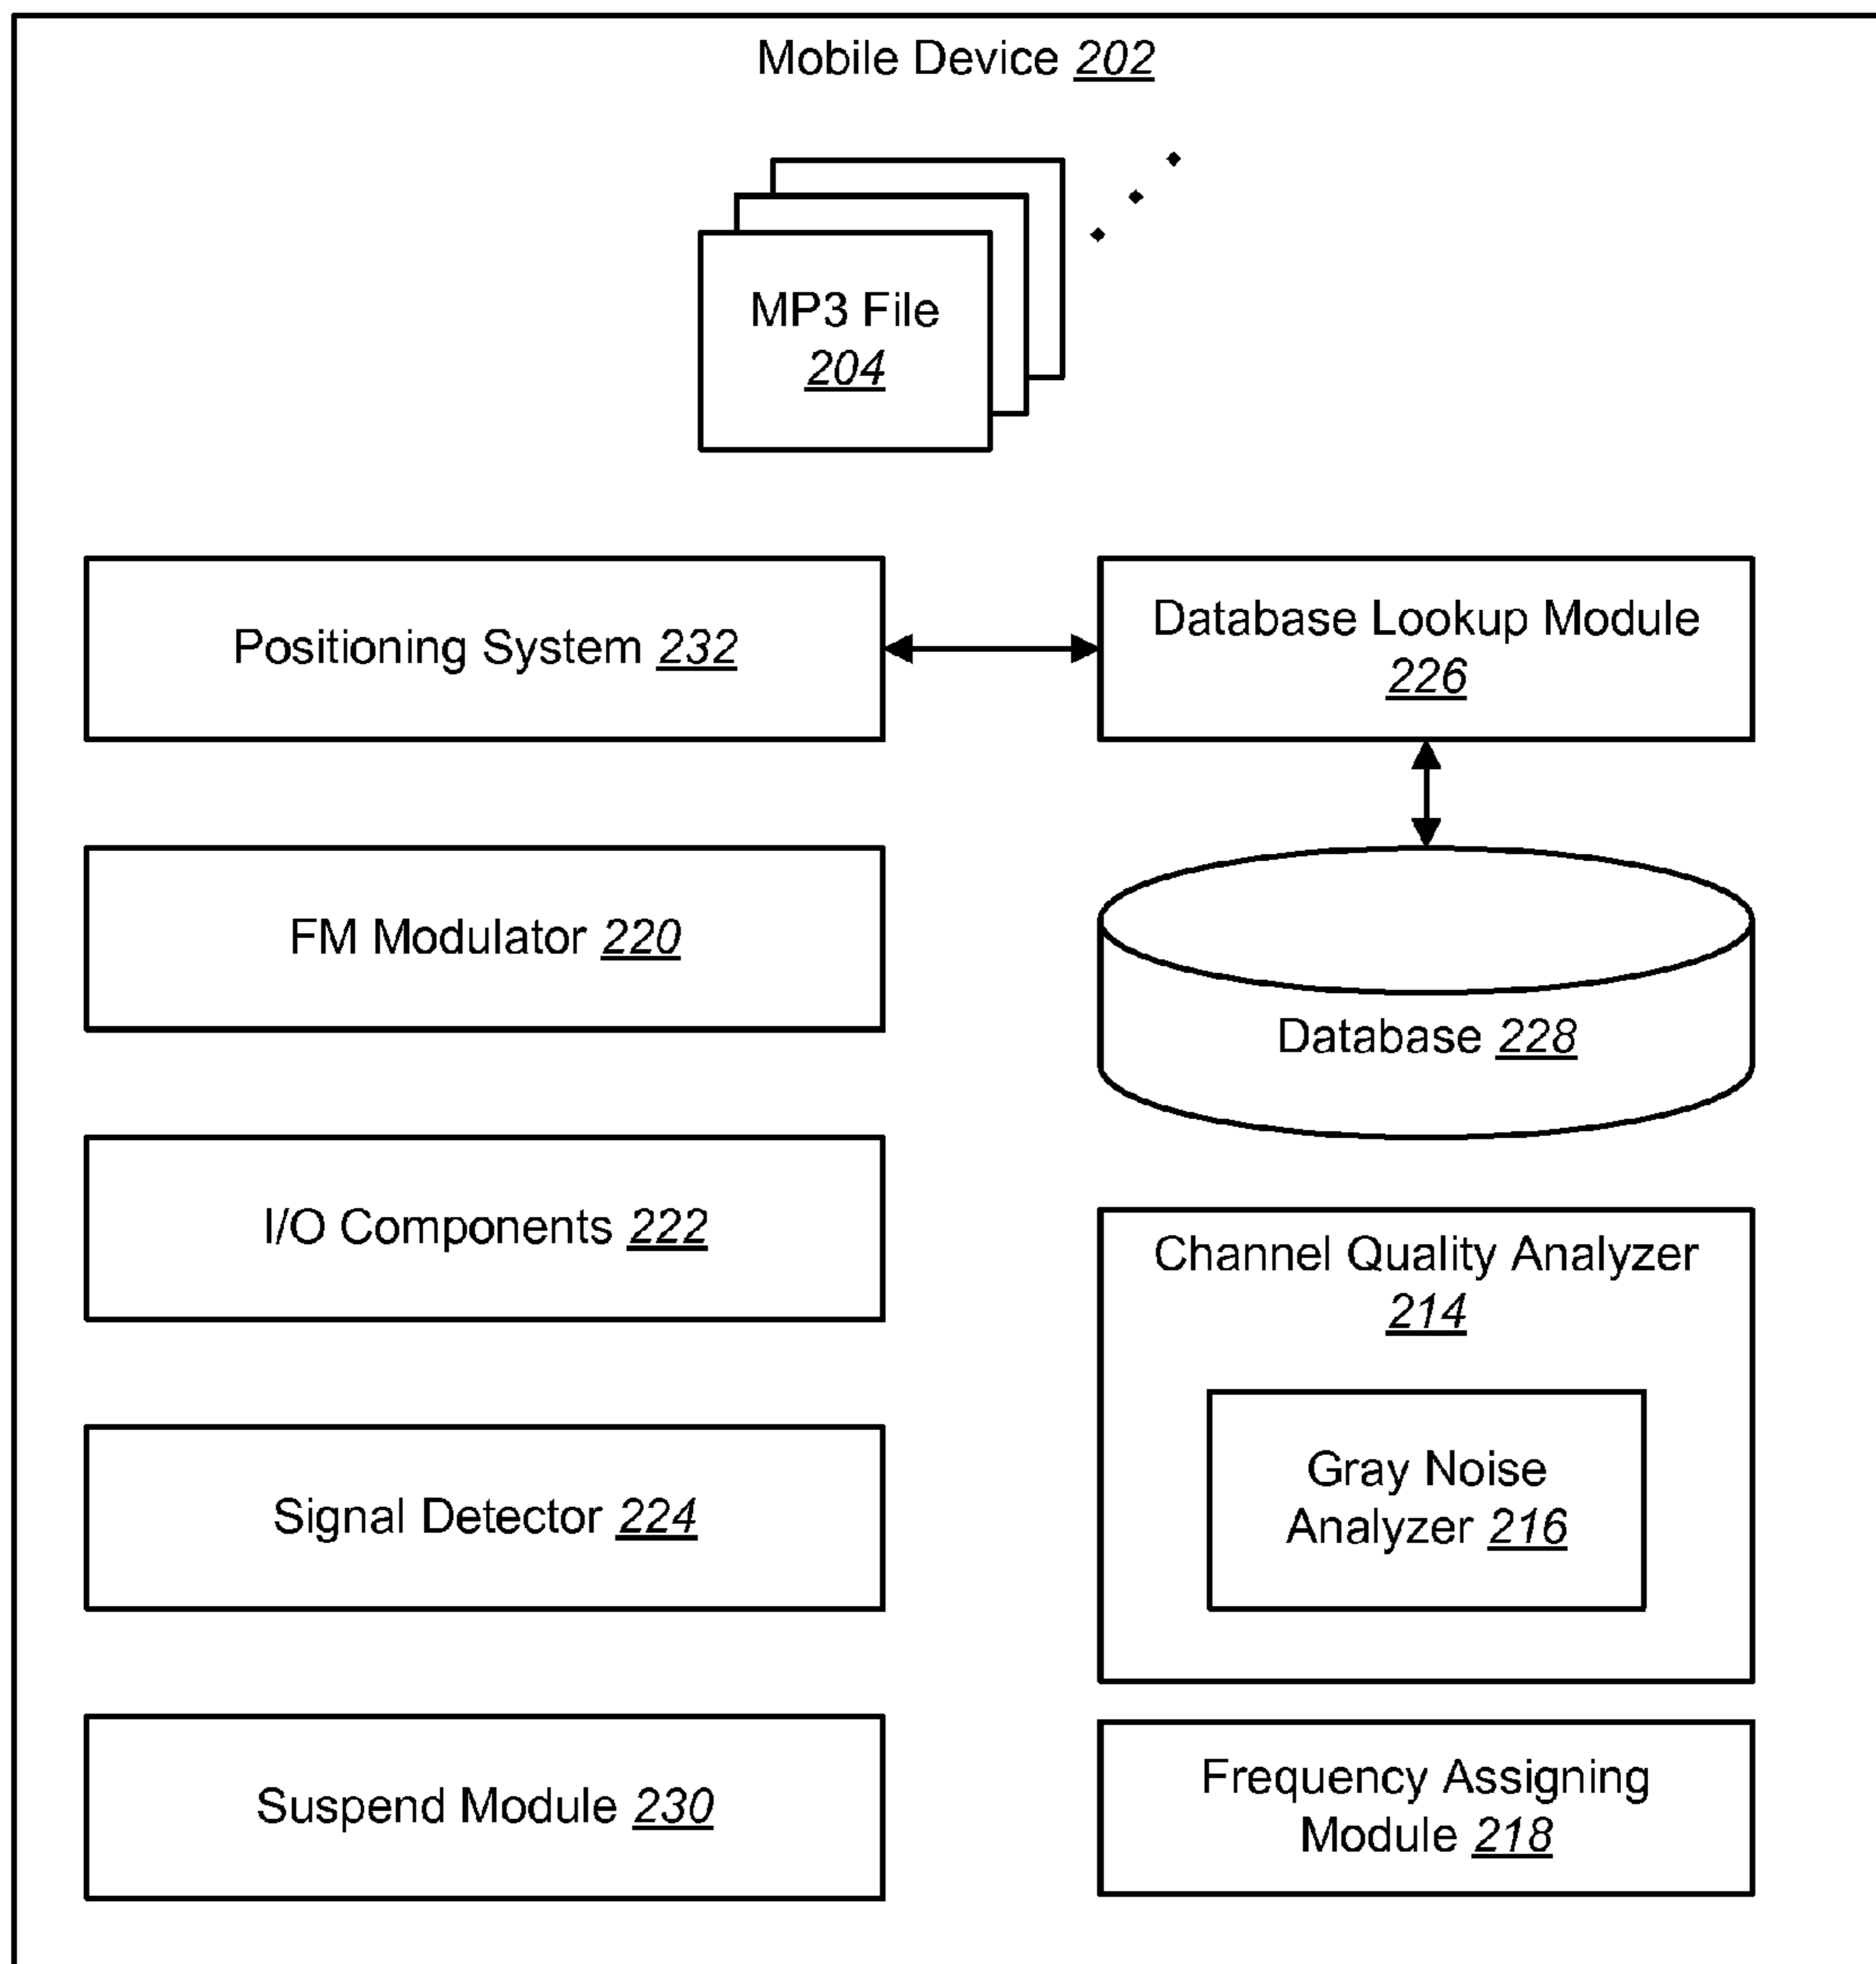 Mobile Device 202
MP3 File
204
Positioning System 232
Database Lookup Module
226
FM Modulator 220
Database 228
I/O Components 222
Channel Quality Analyzer
214
Gray Noise
Analyzer 216
Signal Detector 224
Suspend Module 230
Frequency Assigning
Module 218